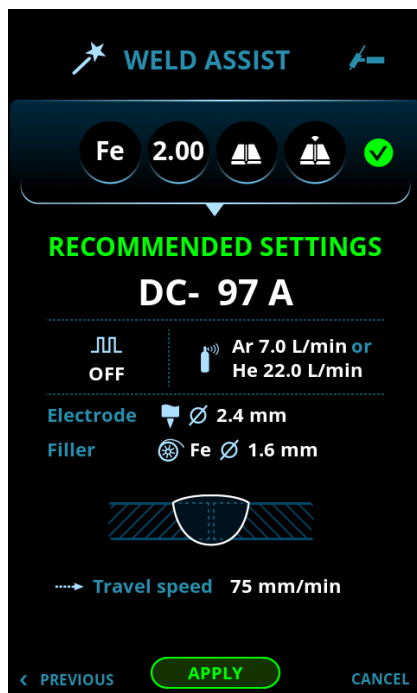 WELD ASSIST
Fe 2.00
RECOMMENDED SETTINGS
DC- 97 A
OFF
Ar 7.0 L/min or
He 22.0 L/min
Electrode Ø 2.4 mm
Filler Fe Ø 1.6 mm
Travel speed 75 mm/min
‹ PREVIOUS APPLY CANCEL